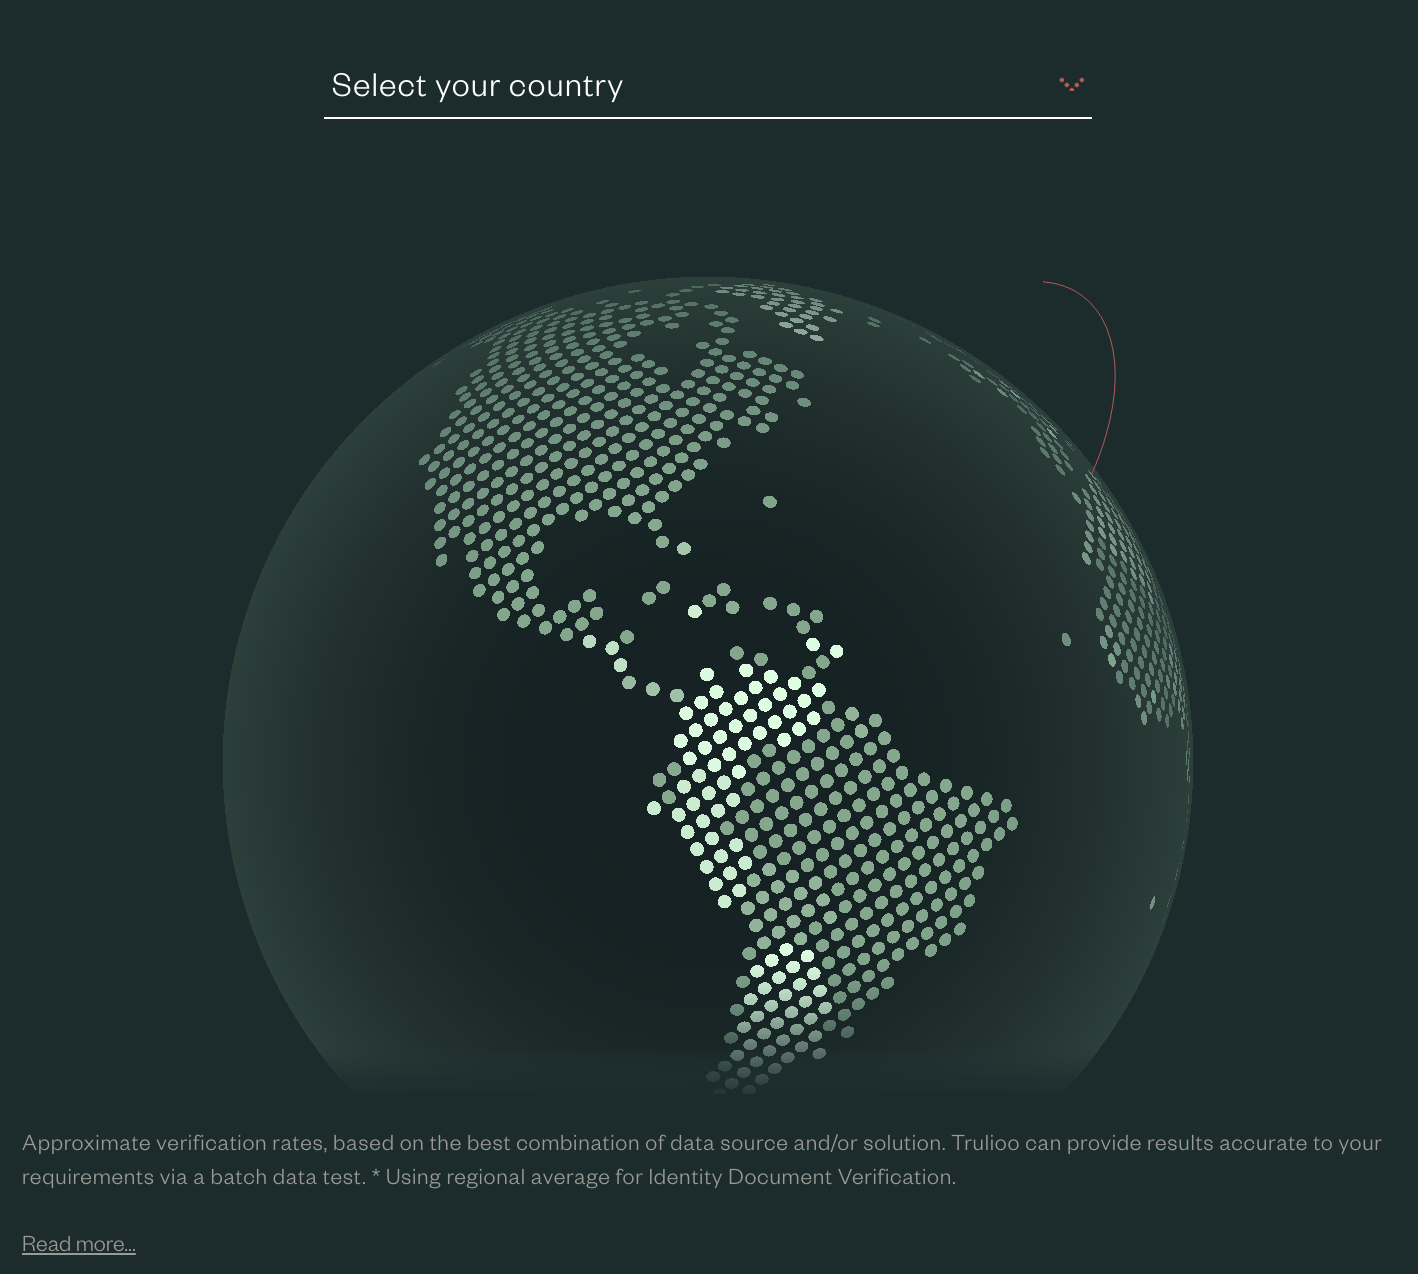 Select your country
Approximate verification rates, based on the best combination of data source and/or solution. Trulioo can provide results accurate to your
requirements via a batch data test. * Using regional average for Identity Document Verification.
Read more...